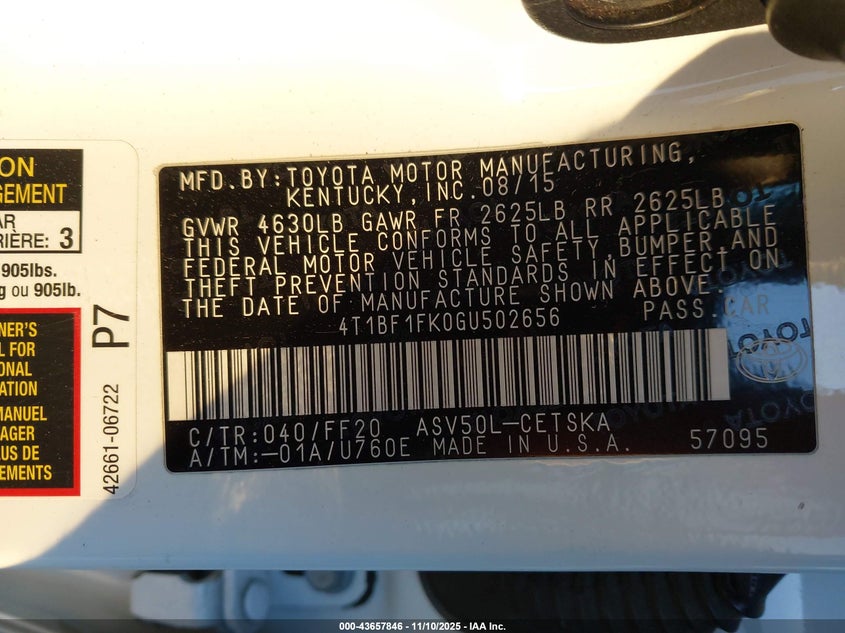 ON
GEMENT
AR
RIÈRE: 3
905lbs.
g ou 905lb.
NER'S
L FOR
IONAL
ATION
MANUEL
AGER
LUS DE
EMENTS
P7
42661-06722
MFD.BY:TOYOTA MOTOR MANUFACTURING,
KENTUCKY,INC.08/15
GVWR 4630LB GAWR FR 2625LB RR 2625LB
THIS VEHICLE CONFORMS TO ALL APPLICABLE
FEDERAL MOTOR VEHICLE SAFETY,BUMPER,AND
THEFT PREVENTION STANDARDS IN EFFECT ON
THE DATE OF MANUFACTURE SHOWN ABOVE.
4T1BF1FK0GU502656 PASS.CAR
TOYOTA
C/TR:040/FF20 ASV50L-CETSKA
A/TM:-01A/U760E MADE IN U.S.A. 57095
000-43657846 - 11/10/2025 - IAA Inc.